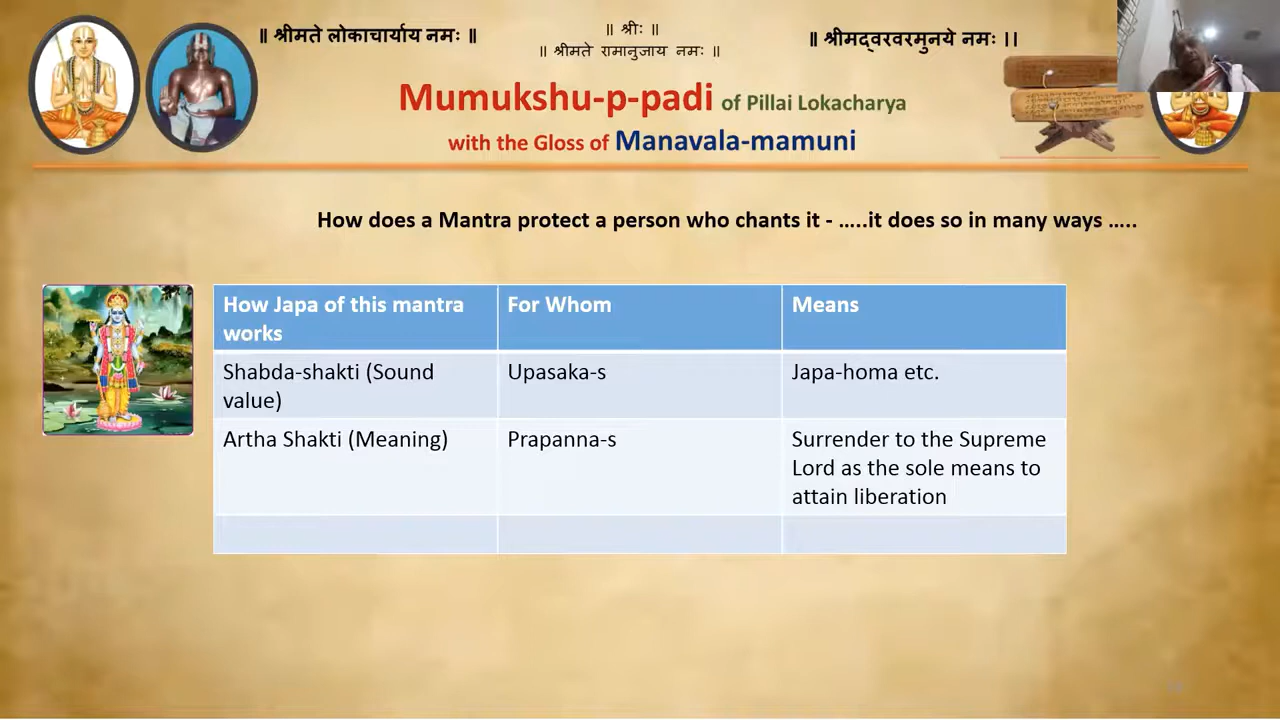 ॥ श्रीमते लोकाचार्याय नमः ॥
॥ श्रीः ॥
॥ श्रीमते रामानुजाय नमः ॥
॥ श्रीमद्वरवरमुनये नमः ।।
Mumukshu-p-padi of Pillai Lokacharya
with the Gloss of Manavala-mamuni
How does a Mantra protect a person who chants it - …..it does so in many ways …..
How Japa of this mantra
works
For Whom
Means
Shabda-shakti (Sound
value)
Upasaka-s
Japa-homa etc.
Artha Shakti (Meaning)
Prapanna-s
Surrender to the Supreme
Lord as the sole means to
attain liberation